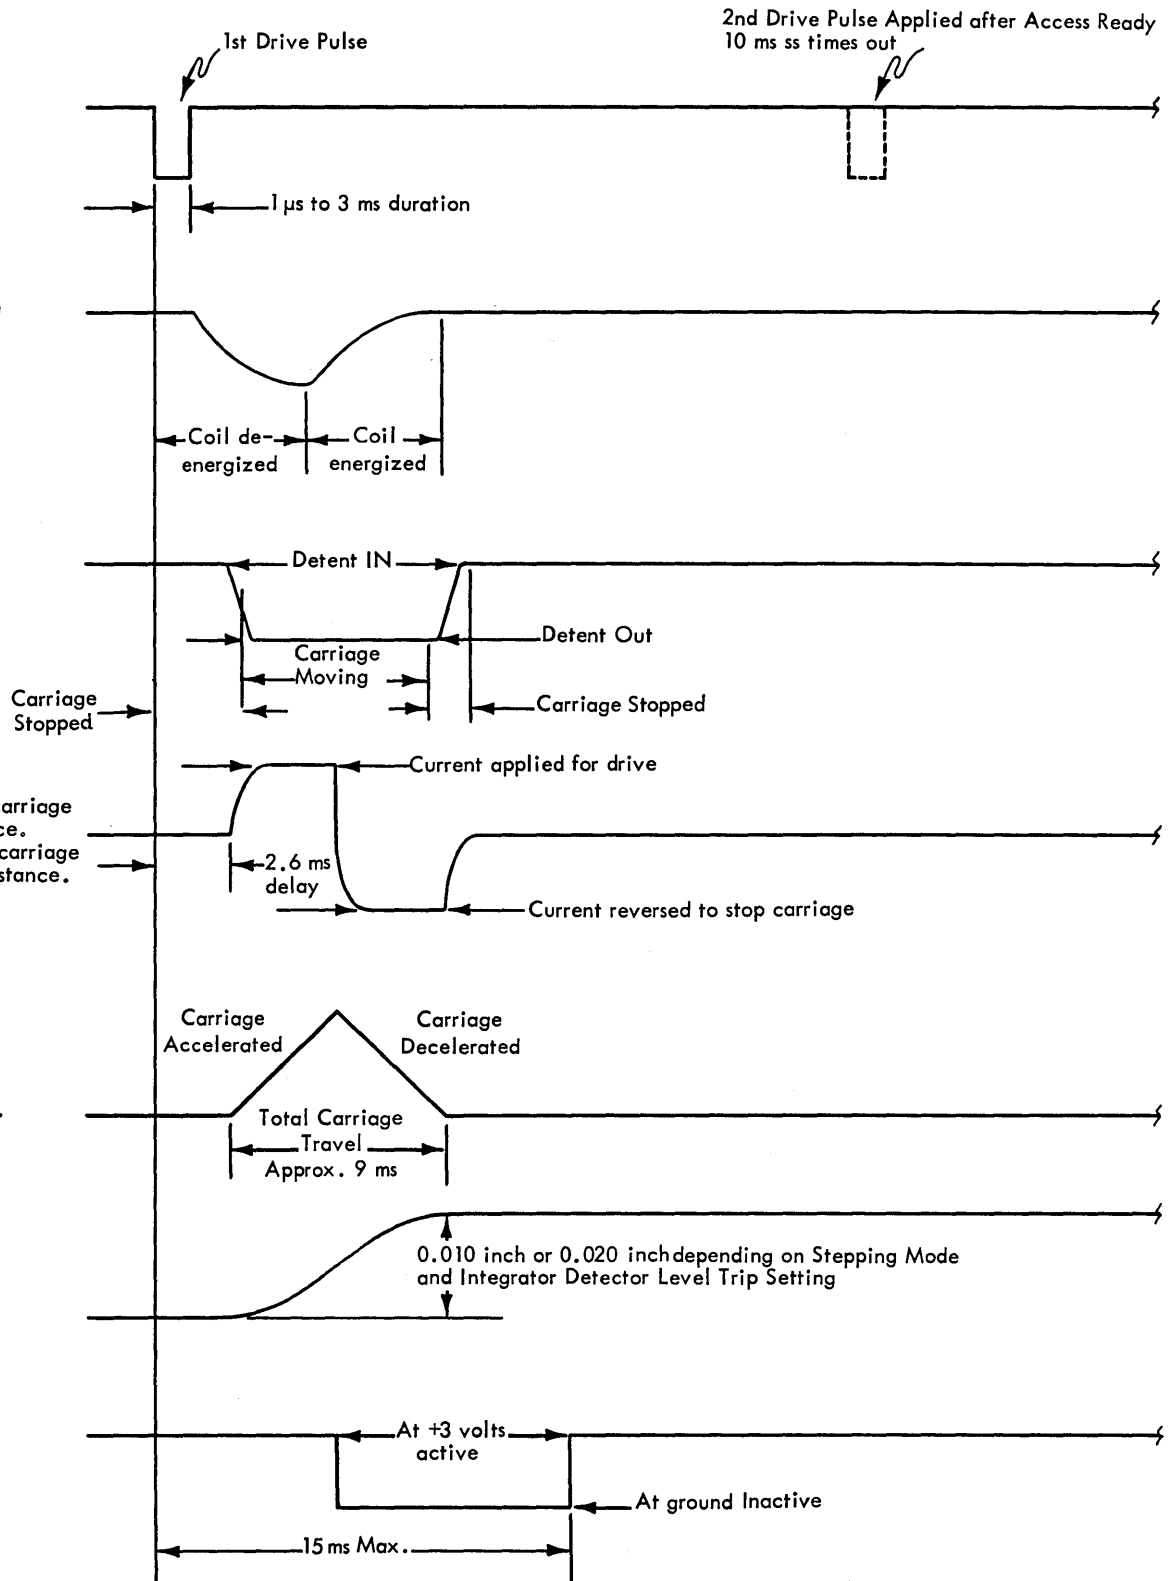 1st Drive Pulse
2nd Drive Pulse Applied after Access Ready
10 ms ss times out
1 µs to 3 ms duration
Coil de-
energized
Coil
energized
Detent IN
Detent Out
Carriage
Moving
Carriage
Stopped
Carriage Stopped
Current applied for drive
arriage
ce.
carriage
stance.
2.6 ms
delay
Current reversed to stop carriage
Carriage
Accelerated
Carriage
Decelerated
Total Carriage
Travel
Approx. 9 ms
0.010 inch or 0.020 inchdepending on Stepping Mode
and Integrator Detector Level Trip Setting
At +3 volts
active
At ground Inactive
15 ms Max.